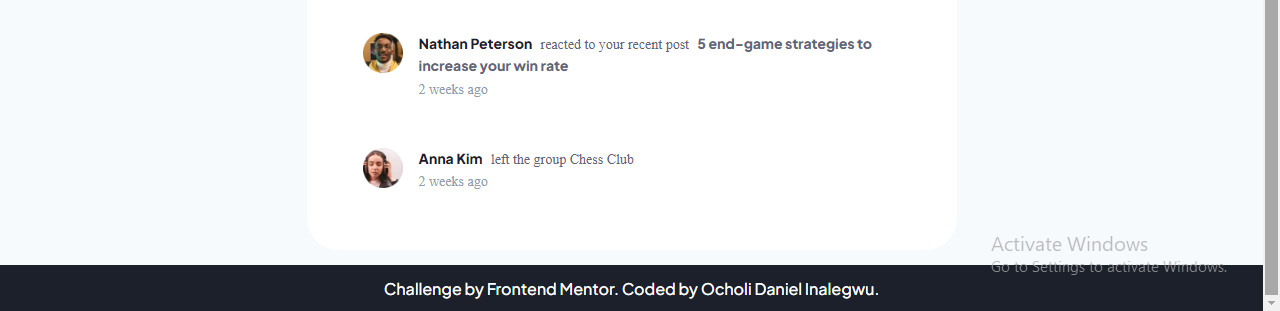 Nathan Peterson reacted to your recent post 5 end-game strategies to
increase your win rate
2 weeks ago
Anna Kim left the group Chess Club
2 weeks ago
Activate Windows
Go to Settings to activate Windows.
Challenge by Frontend Mentor. Coded by Ocholi Daniel Inalegwu.